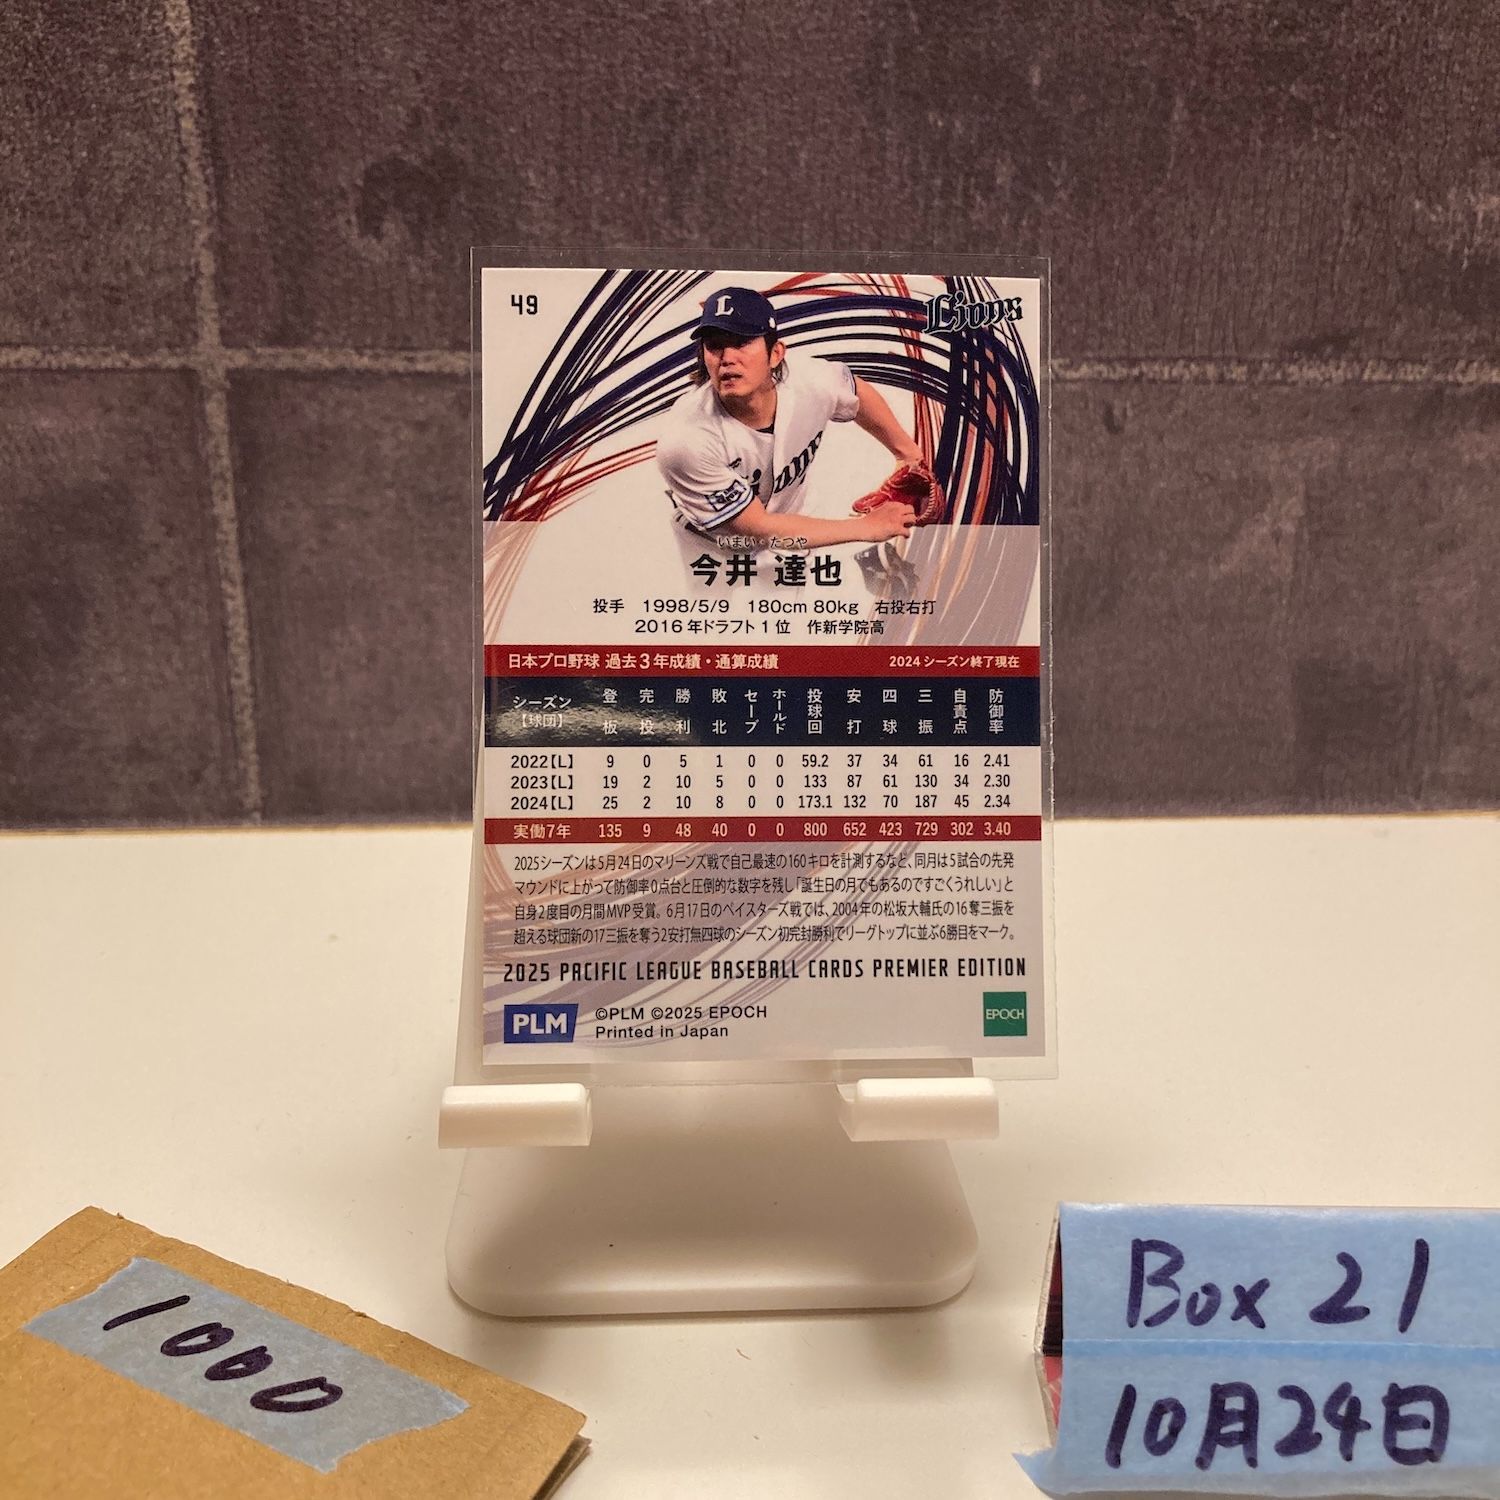 49
Lions
L
いまい・たつや
今井 達也
投手 1998/5/9 180cm 80kg 右投右打
2016年ドラフト1位 作新学院高
日本プロ野球 過去3年成績・通算成績 2024シーズン終了現在
シーズン【球団】 登板 完投 勝利 敗北 セーブ ホールド 投球回 安打 四球 三振 自責点 防御率
2022【L】 9 0 5 1 0 0 59.2 37 34 61 16 2.41
2023【L】 19 2 10 5 0 0 133 87 61 130 34 2.30
2024【L】 25 2 10 8 0 0 173.1 132 70 187 45 2.34
実働7年 135 9 48 40 0 0 800 652 423 729 302 3.40
2025シーズンは5月24日のマリーンズ戦で自己最速の160キロを計測するなど、同月は5試合の先発
マウンドに上がって防御率0点台と圧倒的な数字を残し「誕生日の月でもあるのですごくうれしい」と
自身2度目の月間MVP受賞。6月17日のベイスターズ戦では、2004年の松坂大輔氏の16奪三振を
超える球団新の17三振を奪う2安打無四球のシーズン初完封勝利でリーグトップに並ぶ6勝目をマーク。
2025 PACIFIC LEAGUE BASEBALL CARDS PREMIER EDITION
PLM
©PLM ©2025 EPOCH
Printed in Japan
EPOCH
1000
Box 21
10月24日